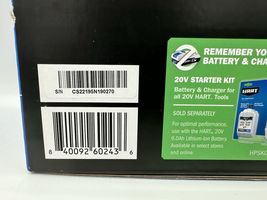 S/N CS22195N190270
8 40092 60243 6
REMEMBER YO
BATTERY & CHA
20V STARTER KIT
Battery & Charger for
all 20V HART. Tools
SOLD SEPARATELY
For optimal performance,
use with the HART, 20V
6.0Ah Lithium-Ion Battery
Available in select stores
and online.
HART
HPSK